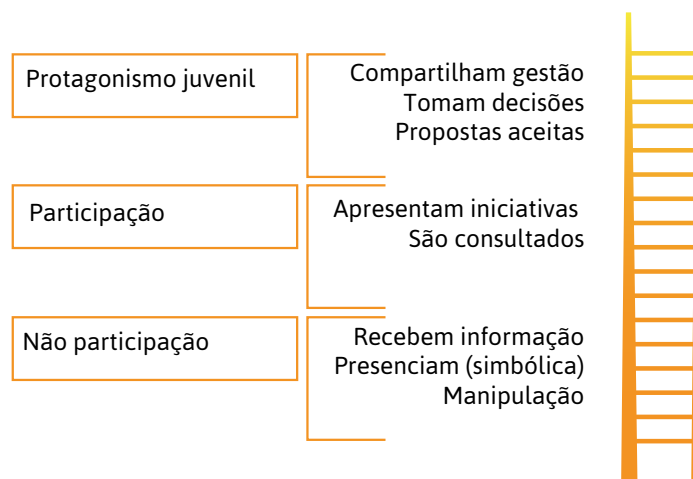 Protagonismo juvenil
Compartilham gestão
Tomam decisões
Propostas aceitas
Participação
Apresentam iniciativas
São consultados
Não participação
Recebem informação
Presenciam (simbólica)
Manipulação